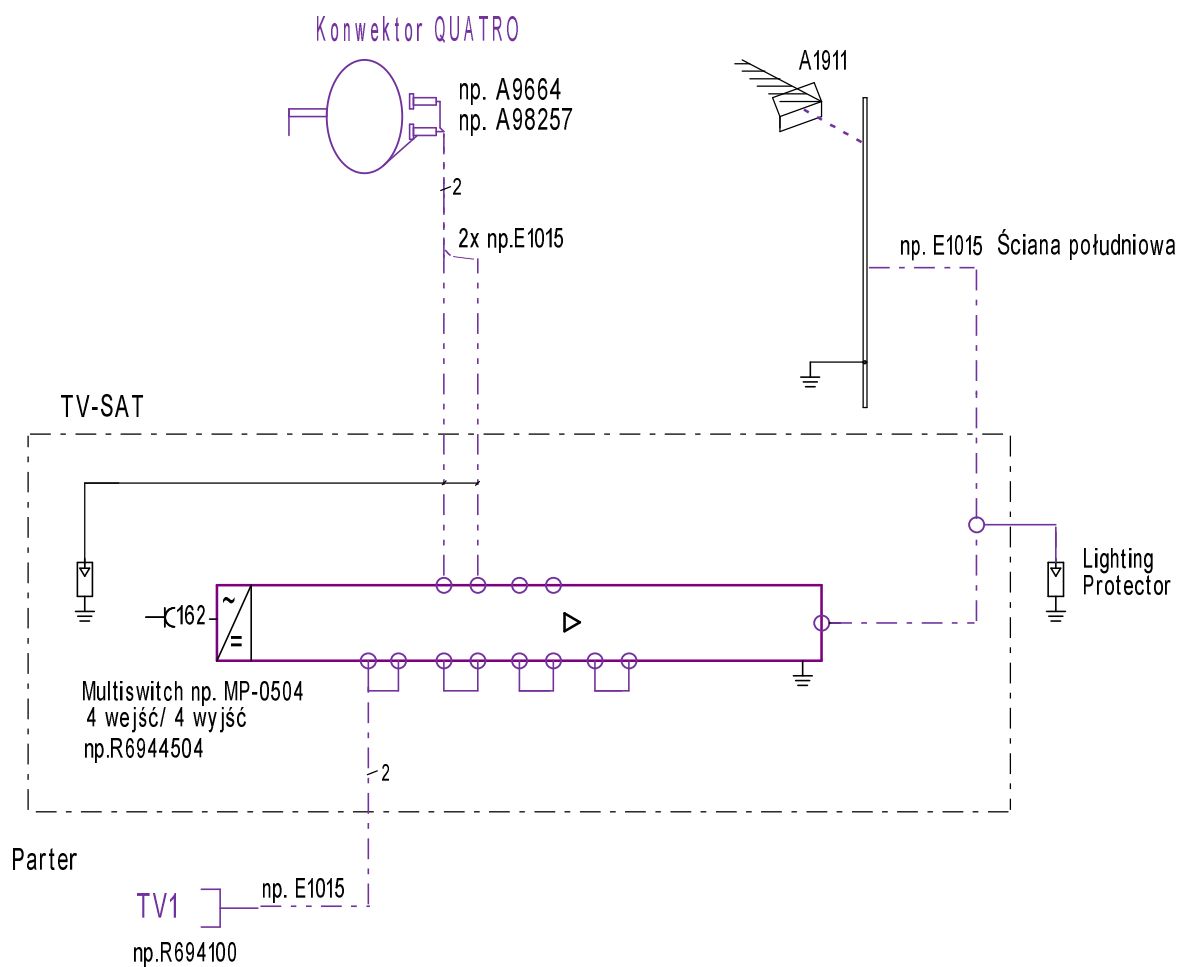 Konwektor QUATRO
A1911
np. A9664
np. A98257
2
2x np.E1015
np. E1015 Ściana południowa
TV-SAT
Lighting
Protector
162
~
=
Multiswitch np. MP-0504
4 wejść/ 4 wyjść
np.R6944504
2
Parter
np. E1015
TV1
np.R694100